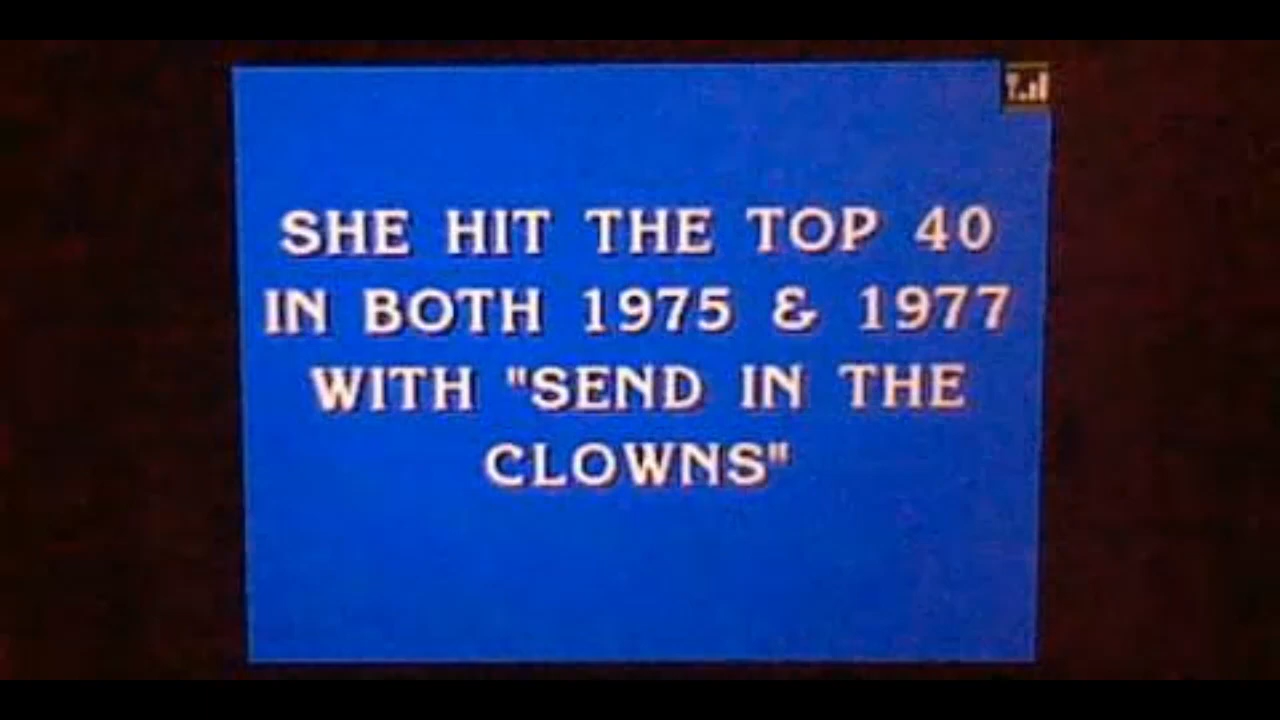 SHE HIT THE TOP 40
IN BOTH 1975 & 1977
WITH "SEND IN THE
CLOWNS"